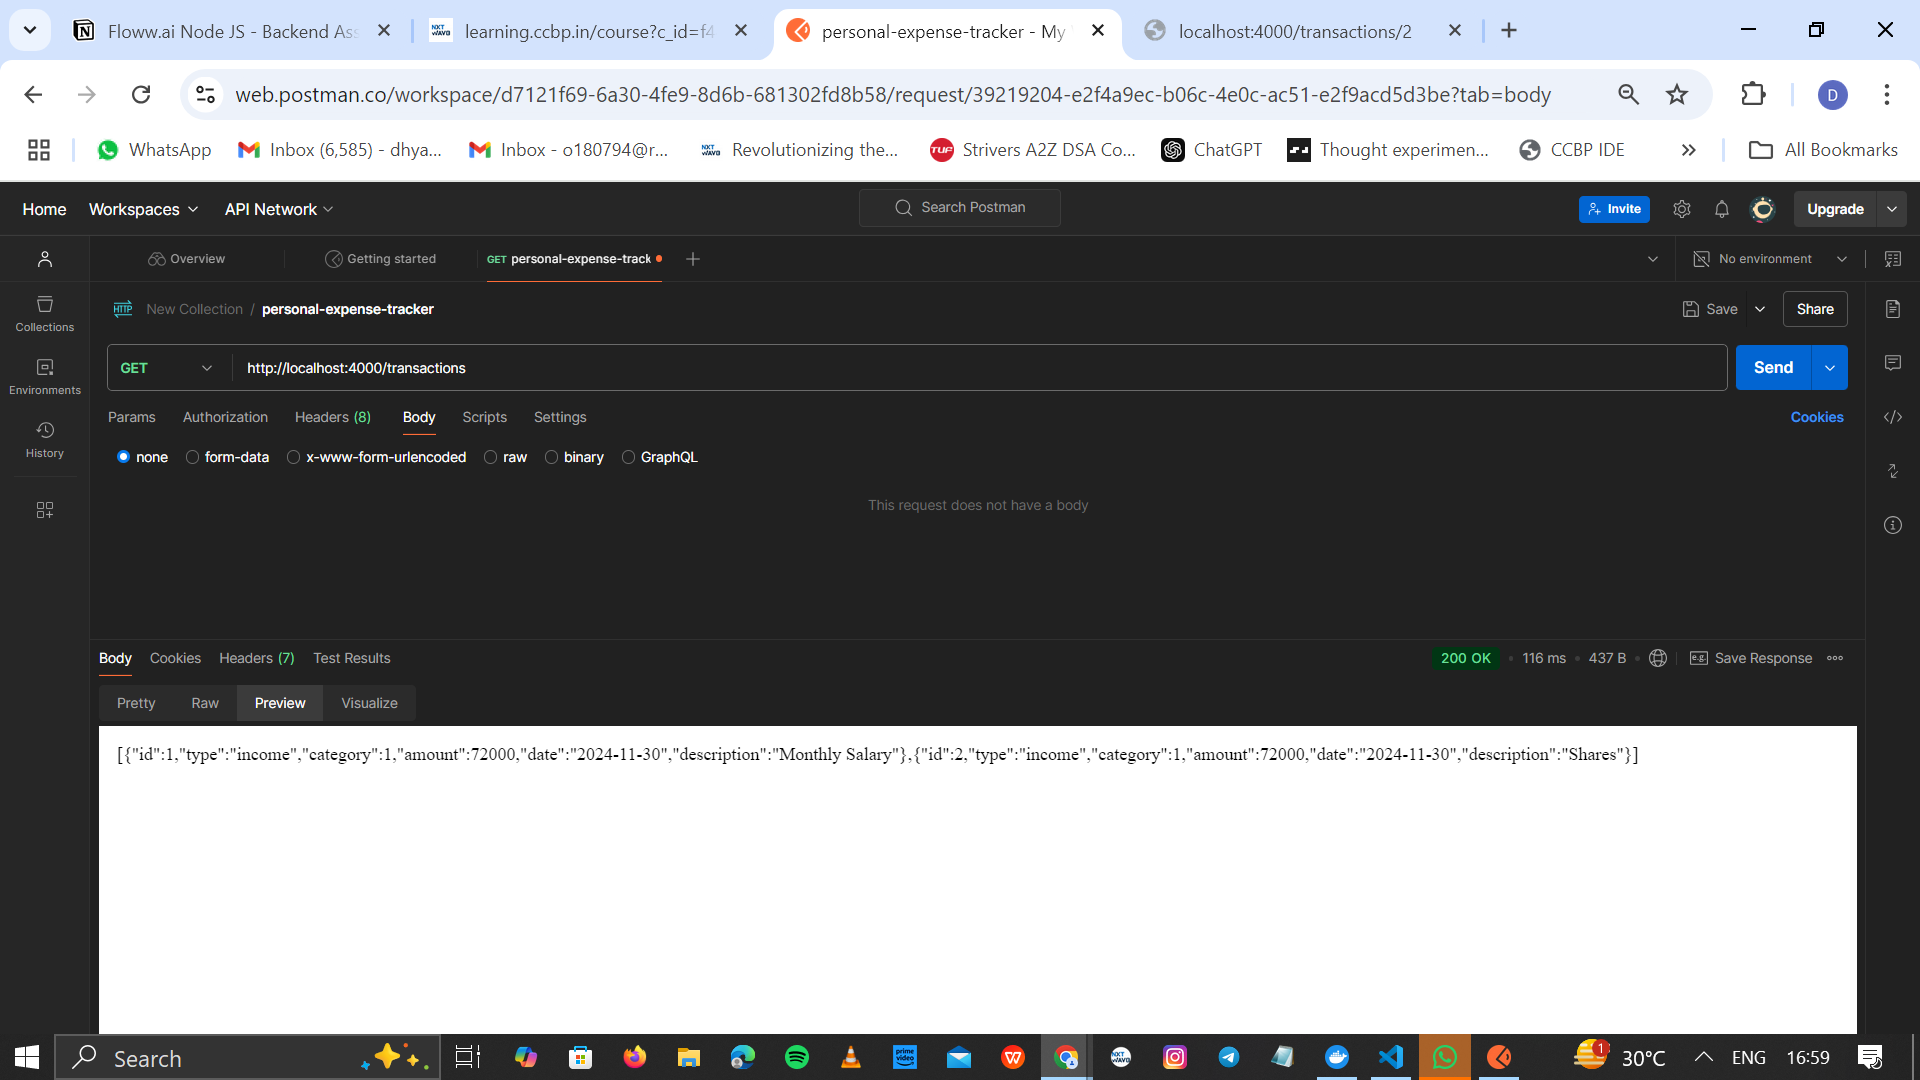 Floww.ai Node JS - Backend Ass
learning.ccbp.in/course?c_id=f4
personal-expense-tracker - My
localhost:4000/transactions/2
web.postman.co/workspace/d7121f69-6a30-4fe9-8d6b-681302fd8b58/request/39219204-e2f4a9ec-b06c-4e0c-ac51-e2f9acd5d3be?tab=body
D
WhatsApp
Inbox (6,585) - dhya...
Inbox - o180794@r...
Revolutionizing the...
Strivers A2Z DSA Co...
ChatGPT
Thought experimen...
CCBP IDE
All Bookmarks
Home Workspaces API Network
Search Postman
Invite
Upgrade
Overview
Getting started
GET personal-expense-track
No environment
Collections
Environments
History
HTTP New Collection / personal-expense-tracker
Save
Share
GET http://localhost:4000/transactions
Send
Params Authorization Headers (8) Body Scripts Settings
Cookies
none form-data x-www-form-urlencoded raw binary GraphQL
This request does not have a body
Body Cookies Headers (7) Test Results
200 OK • 116 ms • 437 B •
e.g. Save Response
Pretty Raw Preview Visualize
[{"id":1,"type":"income","category":1,"amount":72000,"date":"2024-11-30","description":"Monthly Salary"},{"id":2,"type":"income","category":1,"amount":72000,"date":"2024-11-30","description":"Shares"}]
Search
prime video
1
30°C
ENG
16:59